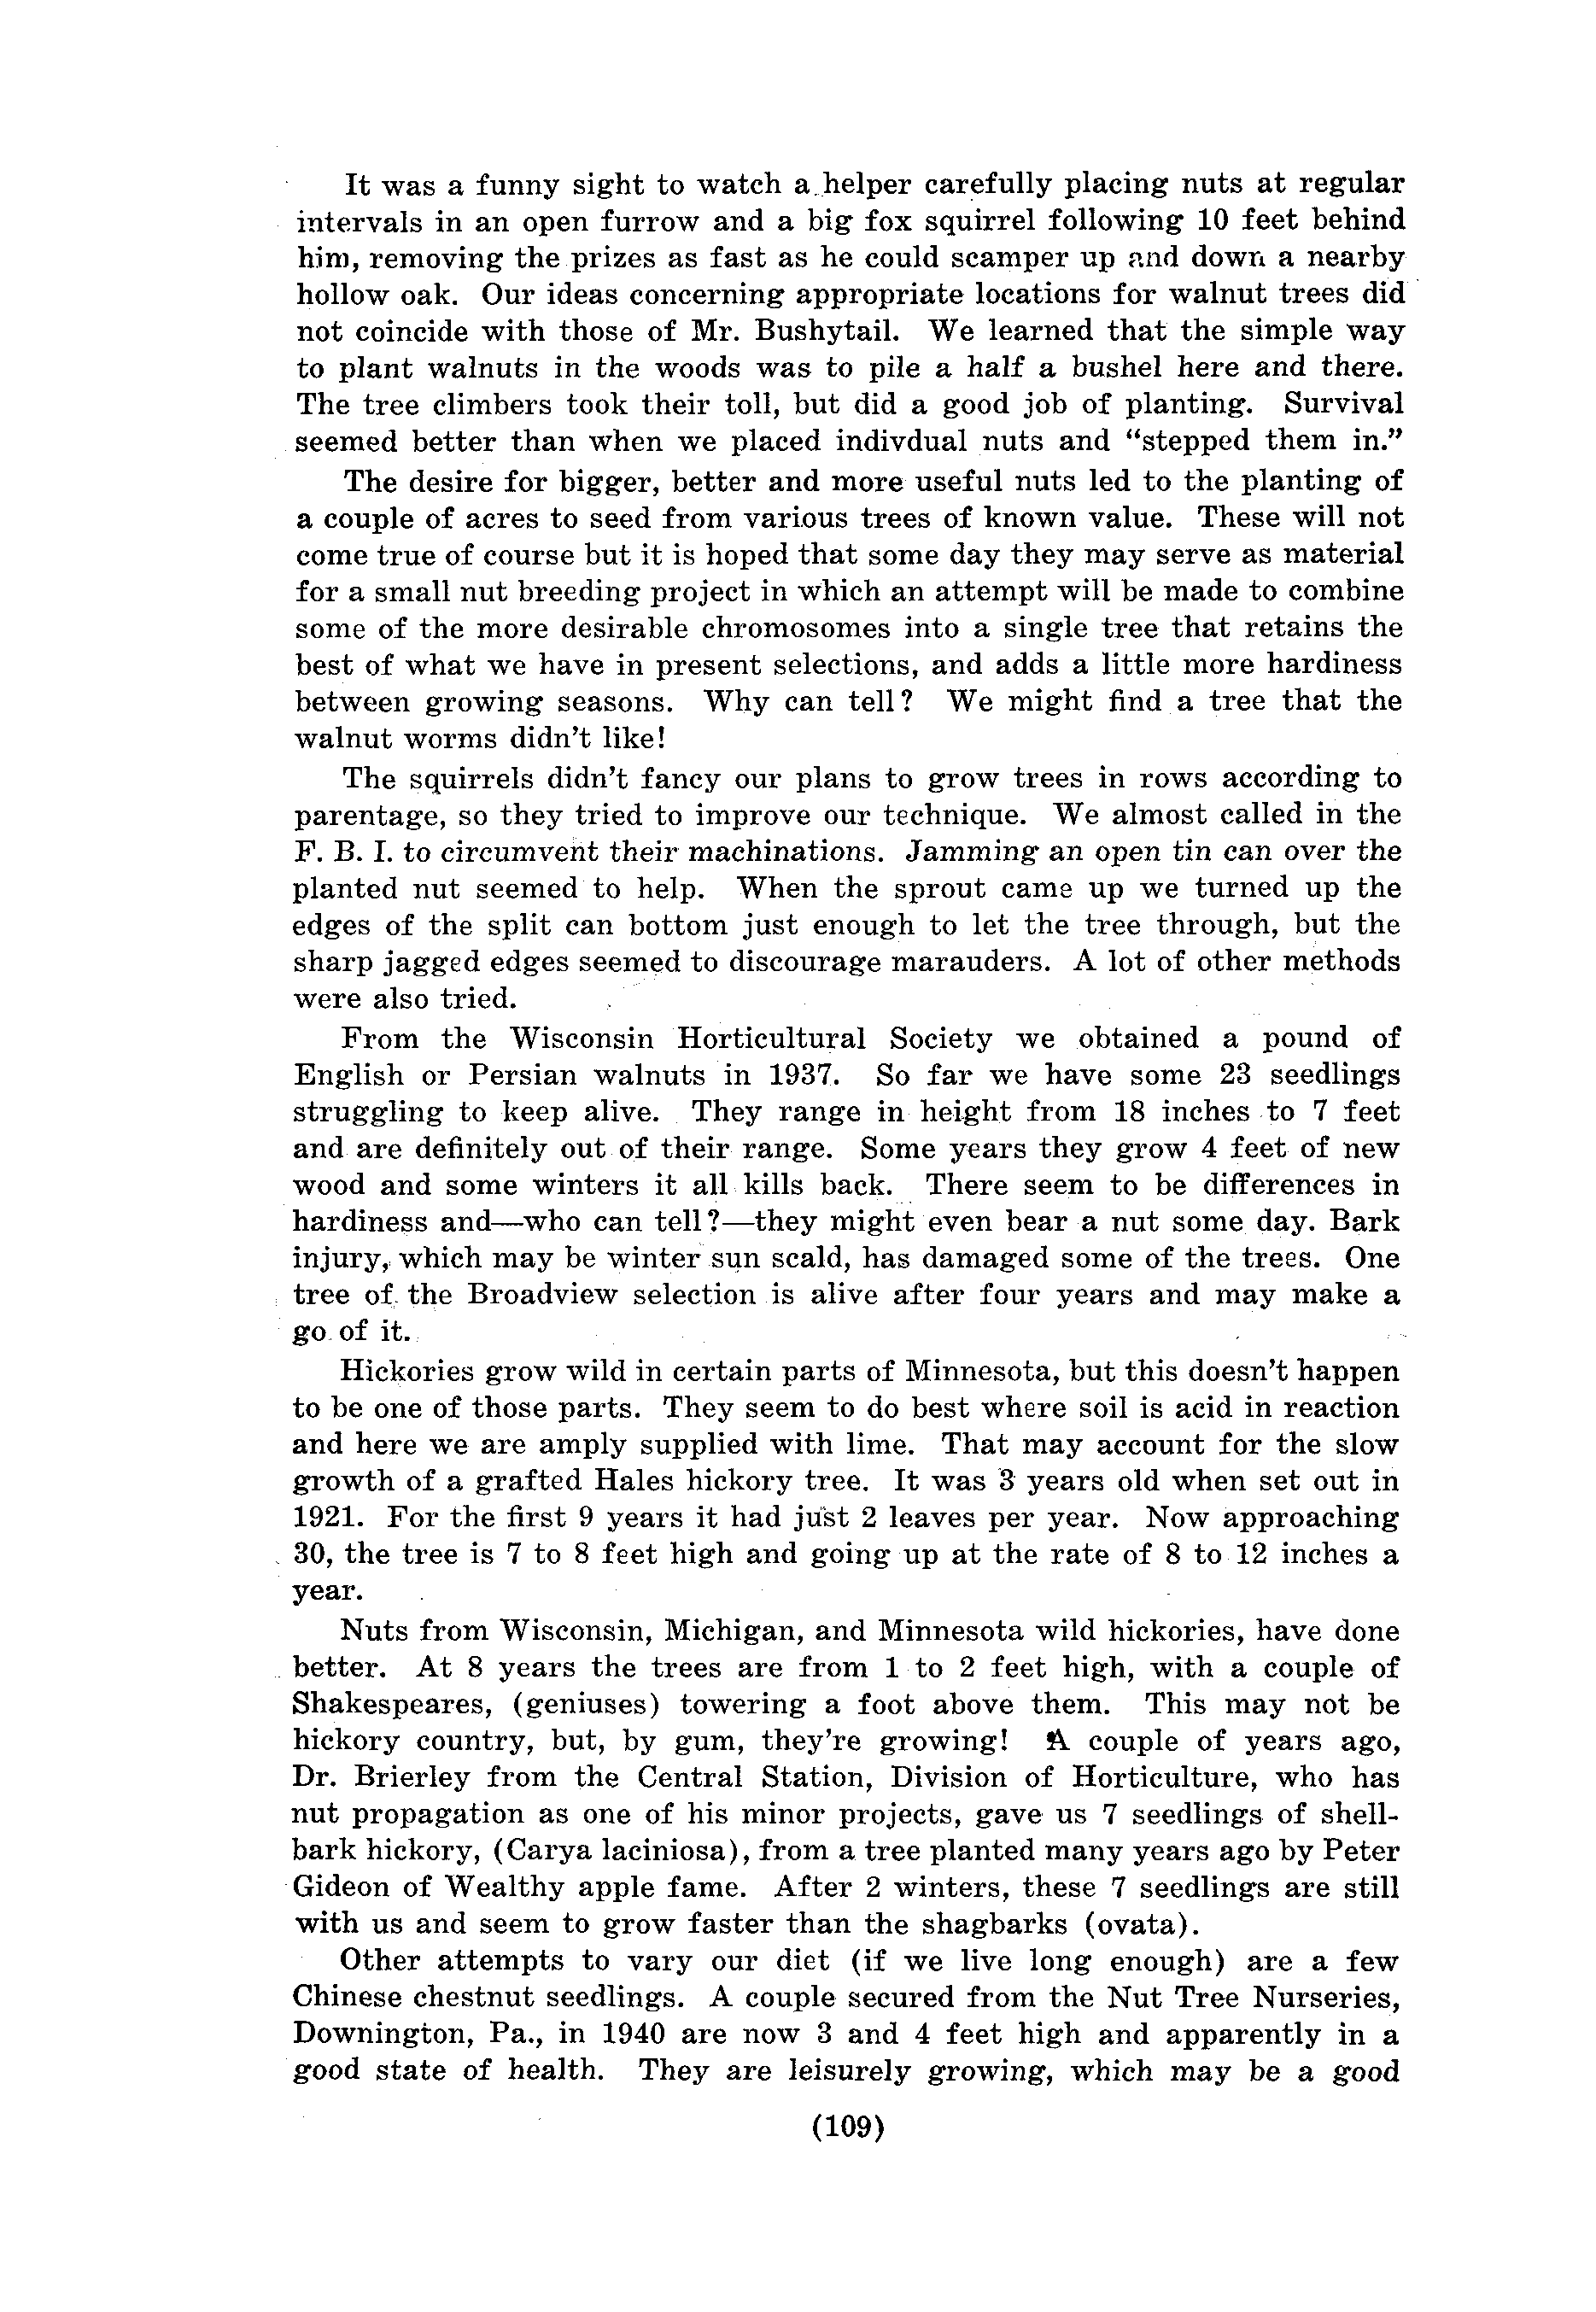 It was a funny sight to watch a helper carefully placing nuts at regular
intervals in an open furrow and a big fox squirrel following 10 feet behind
him, removing the prizes as fast as he could scamper up and down a nearby
hollow oak. Our ideas concerning appropriate locations for walnut trees did
not coincide with those of Mr. Bushytail. We learned that the simple way
to plant walnuts in the woods was to pile a half a bushel here and there.
The tree climbers took their toll, but did a good job of planting. Survival
seemed better than when we placed indivdual nuts and “stepped them in.”
The desire for bigger, better and more useful nuts led to the planting of
a couple of acres to seed from various trees of known value. These will not
come true of course but it is hoped that some day they may serve as material
for a small nut breeding project in which an attempt will be made to combine
some of the more desirable chromosomes into a single tree that retains the
best of what we have in present selections, and adds a little more hardiness
between growing seasons. Why can tell? We might find a tree that the
walnut worms didn’t like!
The squirrels didn’t fancy our plans to grow trees in rows according to
parentage, so they tried to improve our technique. We almost called in the
F. B. I. to circumvent their machinations. Jamming an open tin can over the
planted nut seemed to help. When the sprout came up we turned up the
edges of the split can bottom just enough to let the tree through, but the
sharp jagged edges seemed to discourage marauders. A lot of other methods
were also tried.
From the Wisconsin Horticultural Society we obtained a pound of
English or Persian walnuts in 1937. So far we have some 23 seedlings
struggling to keep alive. They range in height from 18 inches to 7 feet
and are definitely out of their range. Some years they grow 4 feet of new
wood and some winters it all kills back. There seem to be differences in
hardiness and—who can tell?—they might even bear a nut some day. Bark
injury, which may be winter sun scald, has damaged some of the trees. One
tree of the Broadview selection is alive after four years and may make a
go of it.
Hickories grow wild in certain parts of Minnesota, but this doesn’t happen
to be one of those parts. They seem to do best where soil is acid in reaction
and here we are amply supplied with lime. That may account for the slow
growth of a grafted Hales hickory tree. It was 3 years old when set out in
1921. For the first 9 years it had just 2 leaves per year. Now approaching
30, the tree is 7 to 8 feet high and going up at the rate of 8 to 12 inches a
year.
Nuts from Wisconsin, Michigan, and Minnesota wild hickories, have done
better. At 8 years the trees are from 1 to 2 feet high, with a couple of
Shakespeares, (geniuses) towering a foot above them. This may not be
hickory country, but, by gum, they’re growing! A couple of years ago,
Dr. Brierley from the Central Station, Division of Horticulture, who has
nut propagation as one of his minor projects, gave us 7 seedlings of shell-
bark hickory, (Carya laciniosa), from a tree planted many years ago by Peter
Gideon of Wealthy apple fame. After 2 winters, these 7 seedlings are still
with us and seem to grow faster than the shagbarks (ovata).
Other attempts to vary our diet (if we live long enough) are a few
Chinese chestnut seedlings. A couple secured from the Nut Tree Nurseries,
Downington, Pa., in 1940 are now 3 and 4 feet high and apparently in a
good state of health. They are leisurely growing, which may be a good
(109)